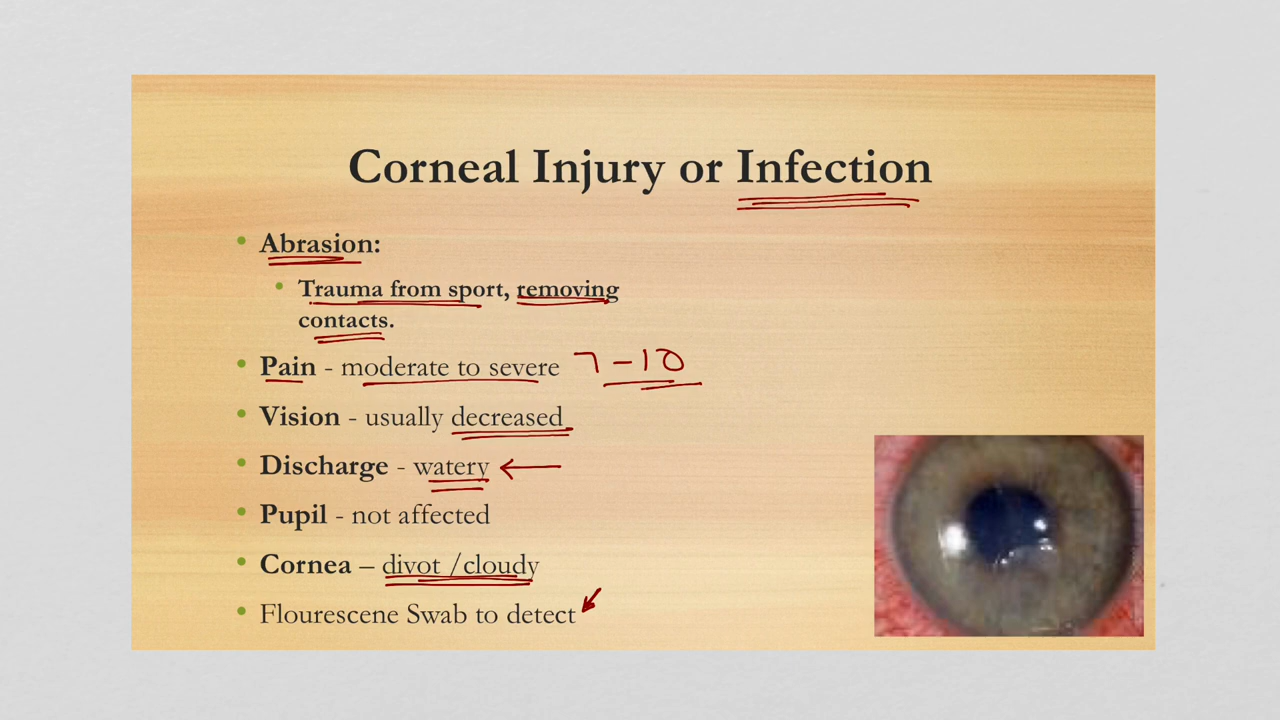 Corneal Injury or Infection
• Abrasion:
• Trauma from sport, removing
contacts.
• Pain - moderate to severe 7-10
• Vision - usually decreased
• Discharge - watery
• Pupil - not affected
• Cornea – divot /cloudy
• Flourescene Swab to detect